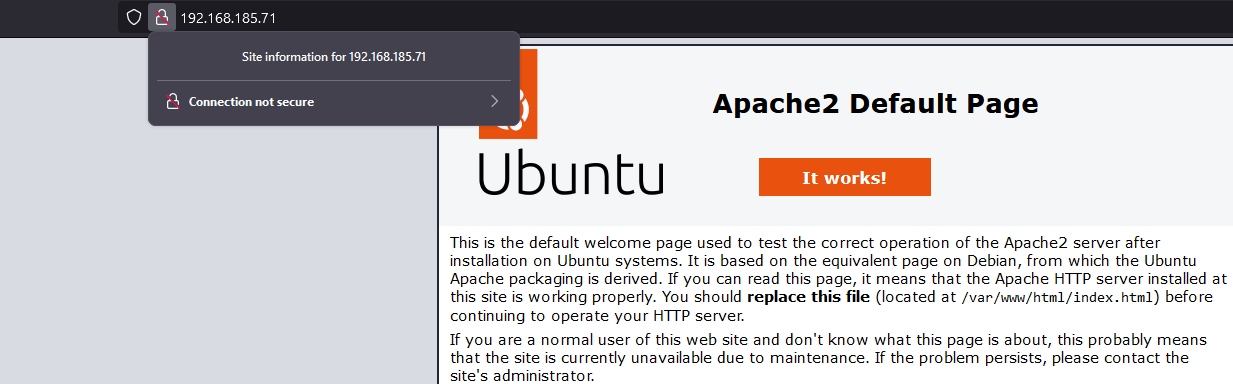 192.168.185.71
Site information for 192.168.185.71
Connection not secure
Apache2 Default Page
Ubuntu
It works!
This is the default welcome page used to test the correct operation of the Apache2 server after
installation on Ubuntu systems. It is based on the equivalent page on Debian, from which the Ubuntu
Apache packaging is derived. If you can read this page, it means that the Apache HTTP server installed at
this site is working properly. You should replace this file (located at /var/www/html/index.html) before
continuing to operate your HTTP server.
If you are a normal user of this web site and don't know what this page is about, this probably means
that the site is currently unavailable due to maintenance. If the problem persists, please contact the
site's administrator.